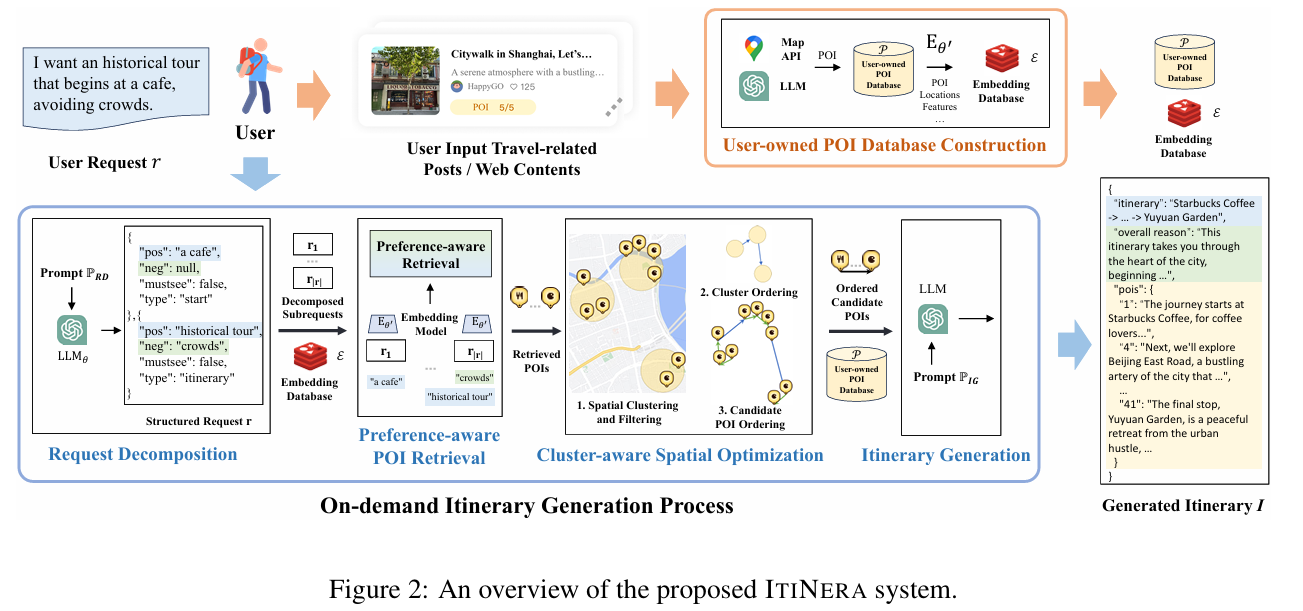 I want an historical tour
that begins at a cafe,
avoiding crowds.
User
User Request r
Citywalk in Shanghai, Let's…
A serene atmosphere with a bustling…
HappyGO ♡ 125
POI 5/5
User Input Travel-related
Posts / Web Contents
Map
API
LLM
POI
𝒫
User-owned
POI
Database
E_θ′
POI
Locations
Features
…
ℰ
Embedding
Database
User-owned POI Database Construction
𝒫
User-owned
POI
Database
ℰ
Embedding
Database
Prompt ℙ_RD
LLM_θ
{
"pos": "a cafe",
"neg": null,
"mustsee": false,
"type": "start"
},{
"pos": "historical tour",
"neg": "crowds",
"mustsee": false,
"type": "itinerary"
}
Structured Request r
Request Decomposition
r₁
...
r_|r|
Decomposed
Subrequests
ℰ
Embedding
Database
Preference-aware
Retrieval
Embedding
Model
E_θ′
E_θ′
r₁
...
r_|r|
"a cafe"
"crowds"
"historical tour"
Preference-aware
POI Retrieval
...
Retrieved
POIs
1. Spatial Clustering
and Filtering
2. Cluster Ordering
3. Candidate
POI Ordering
Cluster-aware Spatial Optimization
...
Ordered
Candidate
POIs
𝒫
User-owned
POI
Database
LLM
Prompt ℙ_IG
Itinerary Generation
On-demand Itinerary Generation Process
{
"itinerary": "Starbucks Coffee
-> … -> Yuyuan Garden",
"overall reason": "This
itinerary takes you through
the heart of the city,
beginning …",
"pois": {
"1": "The journey starts at
Starbucks Coffee, for coffee
lovers...",
"4": "Next, we'll explore
Beijing East Road, a bustling
artery of the city that …",
…
"41": "The final stop,
Yuyuan Garden, is a peaceful
retreat from the urban
hustle, …
}
}
Generated Itinerary I
Figure 2: An overview of the proposed ITINERA system.